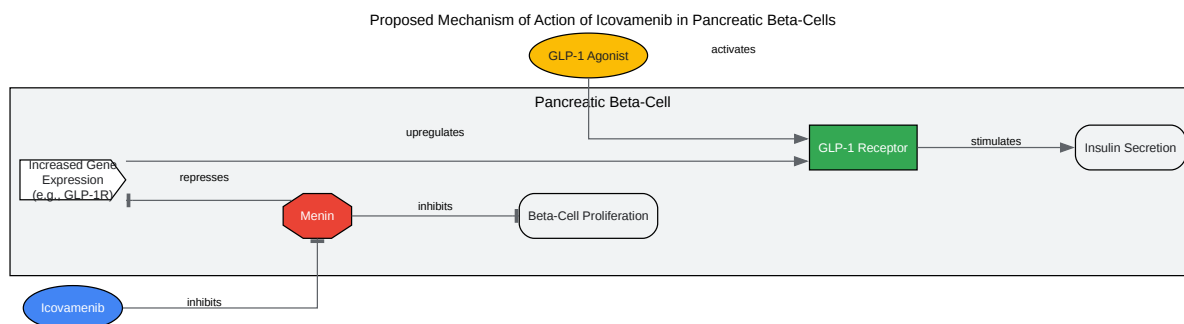 Proposed Mechanism of Action of Icovamenib in Pancreatic Beta-Cells
GLP-1 Agonist
activates
Pancreatic Beta-Cell
upregulates
GLP-1 Receptor
stimulates
Insulin Secretion
Increased Gene
Expression
(e.g., GLP-1R)
represses
Menin
inhibits
Beta-Cell Proliferation
Icovamenib
inhibits